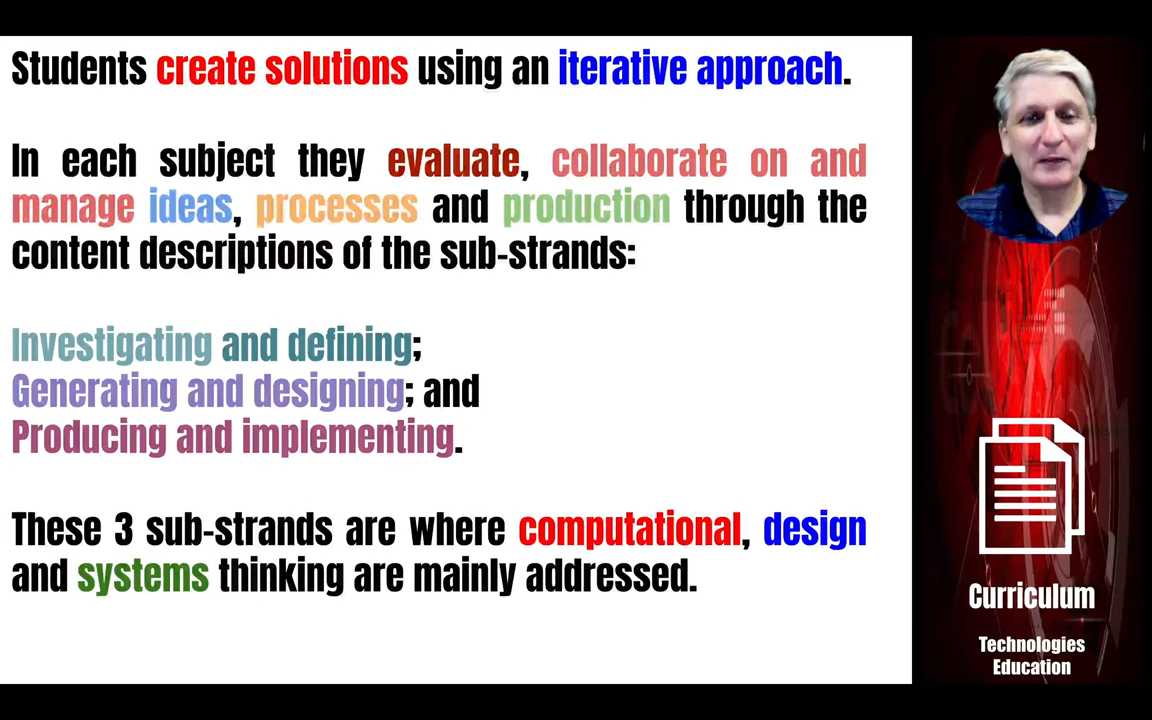 Students create solutions using an iterative approach.
In each subject they evaluate, collaborate on and
manage ideas, processes and production through the
content descriptions of the sub-strands:
Investigating and defining;
Generating and designing; and
Producing and implementing.
These 3 sub-strands are where computational, design
and systems thinking are mainly addressed.
Curriculum
Technologies
Education